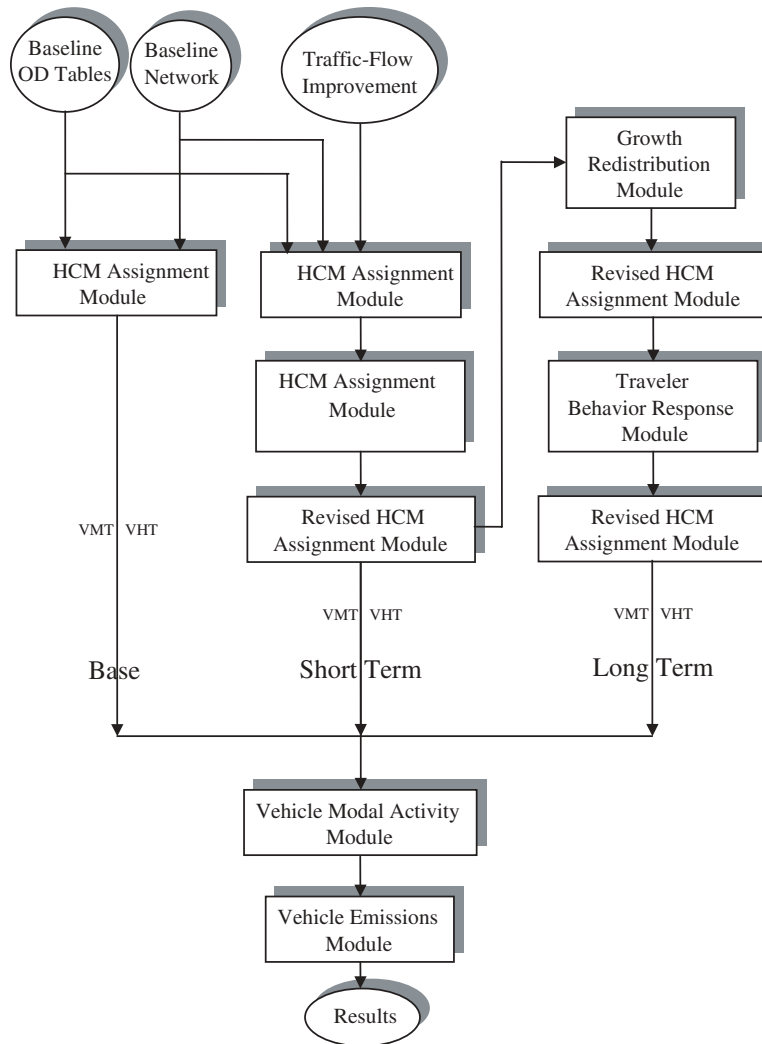 Baseline
OD Tables
Baseline
Network
Traffic-Flow
Improvement
Growth
Redistribution
Module
HCM Assignment
Module
HCM Assignment
Module
Revised HCM
Assignment Module
HCM Assignment
Module
Traveler
Behavior Response
Module
Revised HCM
Assignment Module
Revised HCM
Assignment Module
VMT VHT
VMT VHT
VMT VHT
Base
Short Term
Long Term
Vehicle Modal Activity
Module
Vehicle Emissions
Module
Results